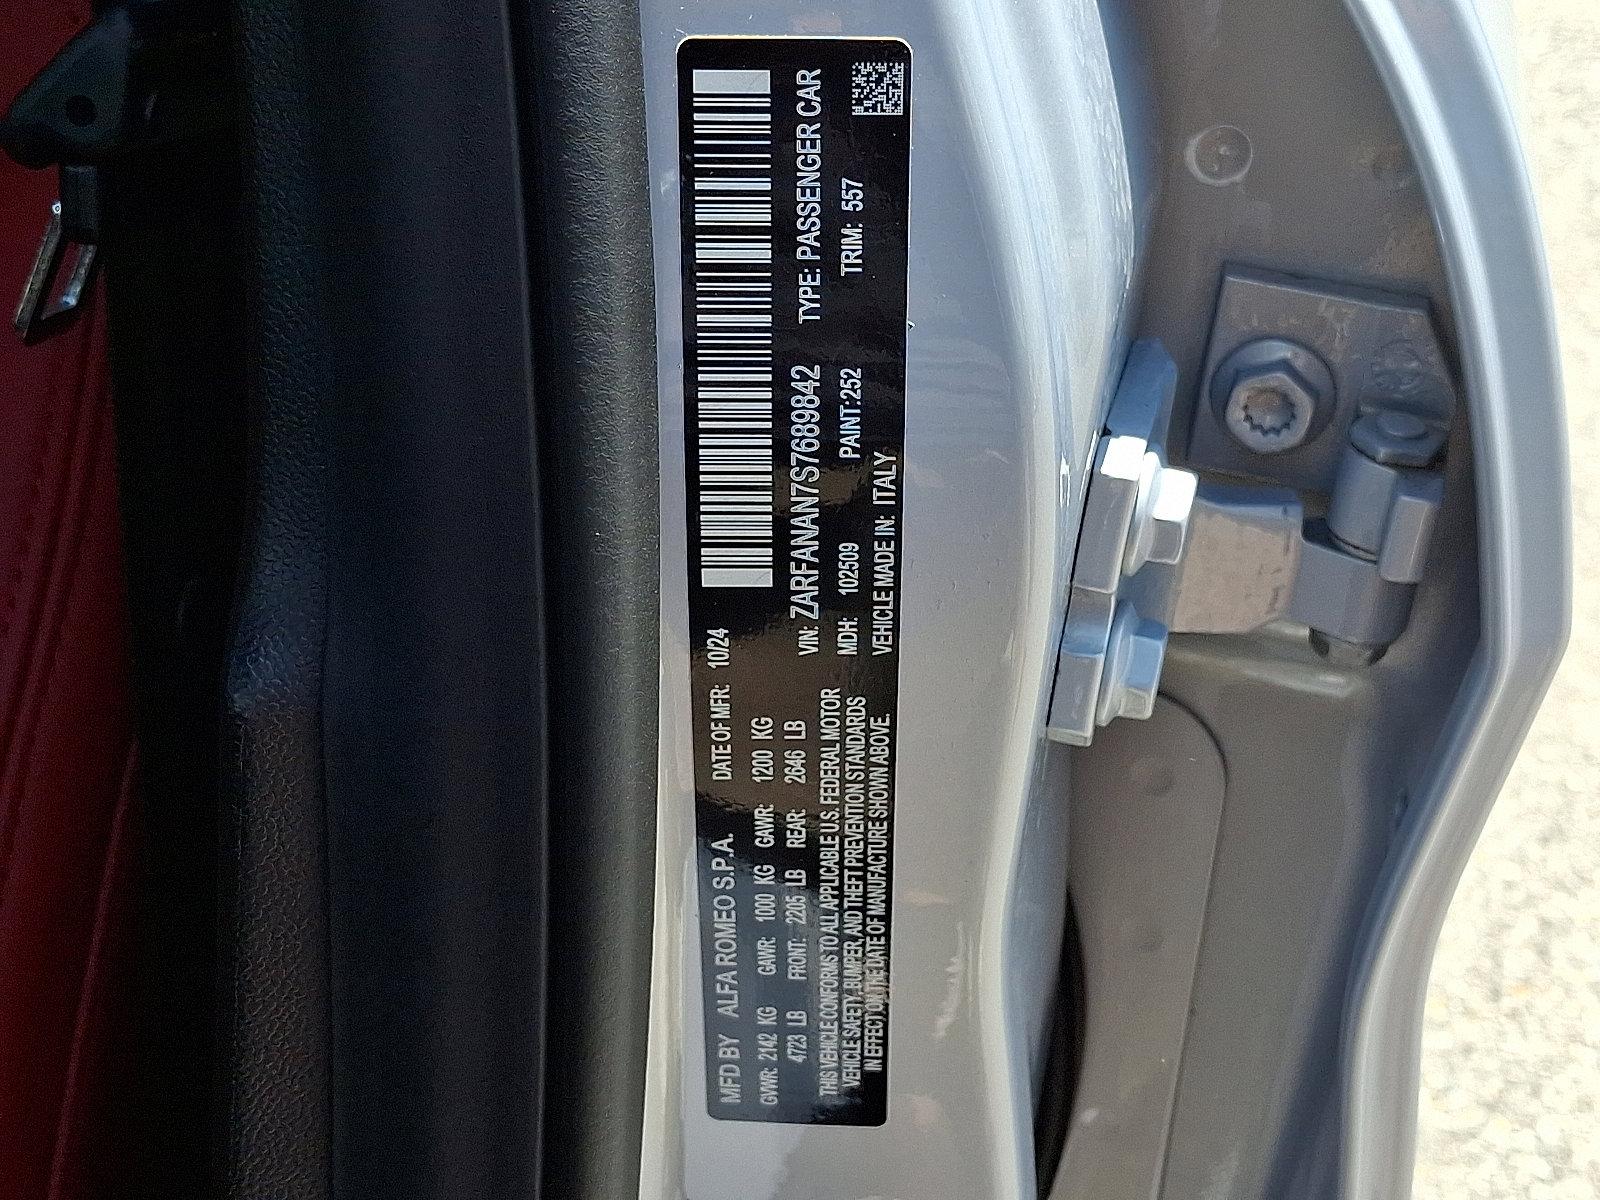 MFD BY ALFA ROMEO S.P.A. DATE OF MFR: 10/24
GVWR: 2142 KG GAWR: 1000 KG GAWR: 1200 KG
4723 LB FRONT: 2205 LB REAR: 2646 LB
THIS VEHICLE CONFORMS TO ALL APPLICABLE U.S. FEDERAL MOTOR
VEHICLE SAFETY, BUMPER, AND THEFT PREVENTION STANDARDS
IN EFFECT ON THE DATE OF MANUFACTURE SHOWN ABOVE.
VIN: ZARFANAN7S7689842 TYPE: PASSENGER CAR
MDH: 102509 PAINT:252 TRIM: 557
VEHICLE MADE IN: ITALY